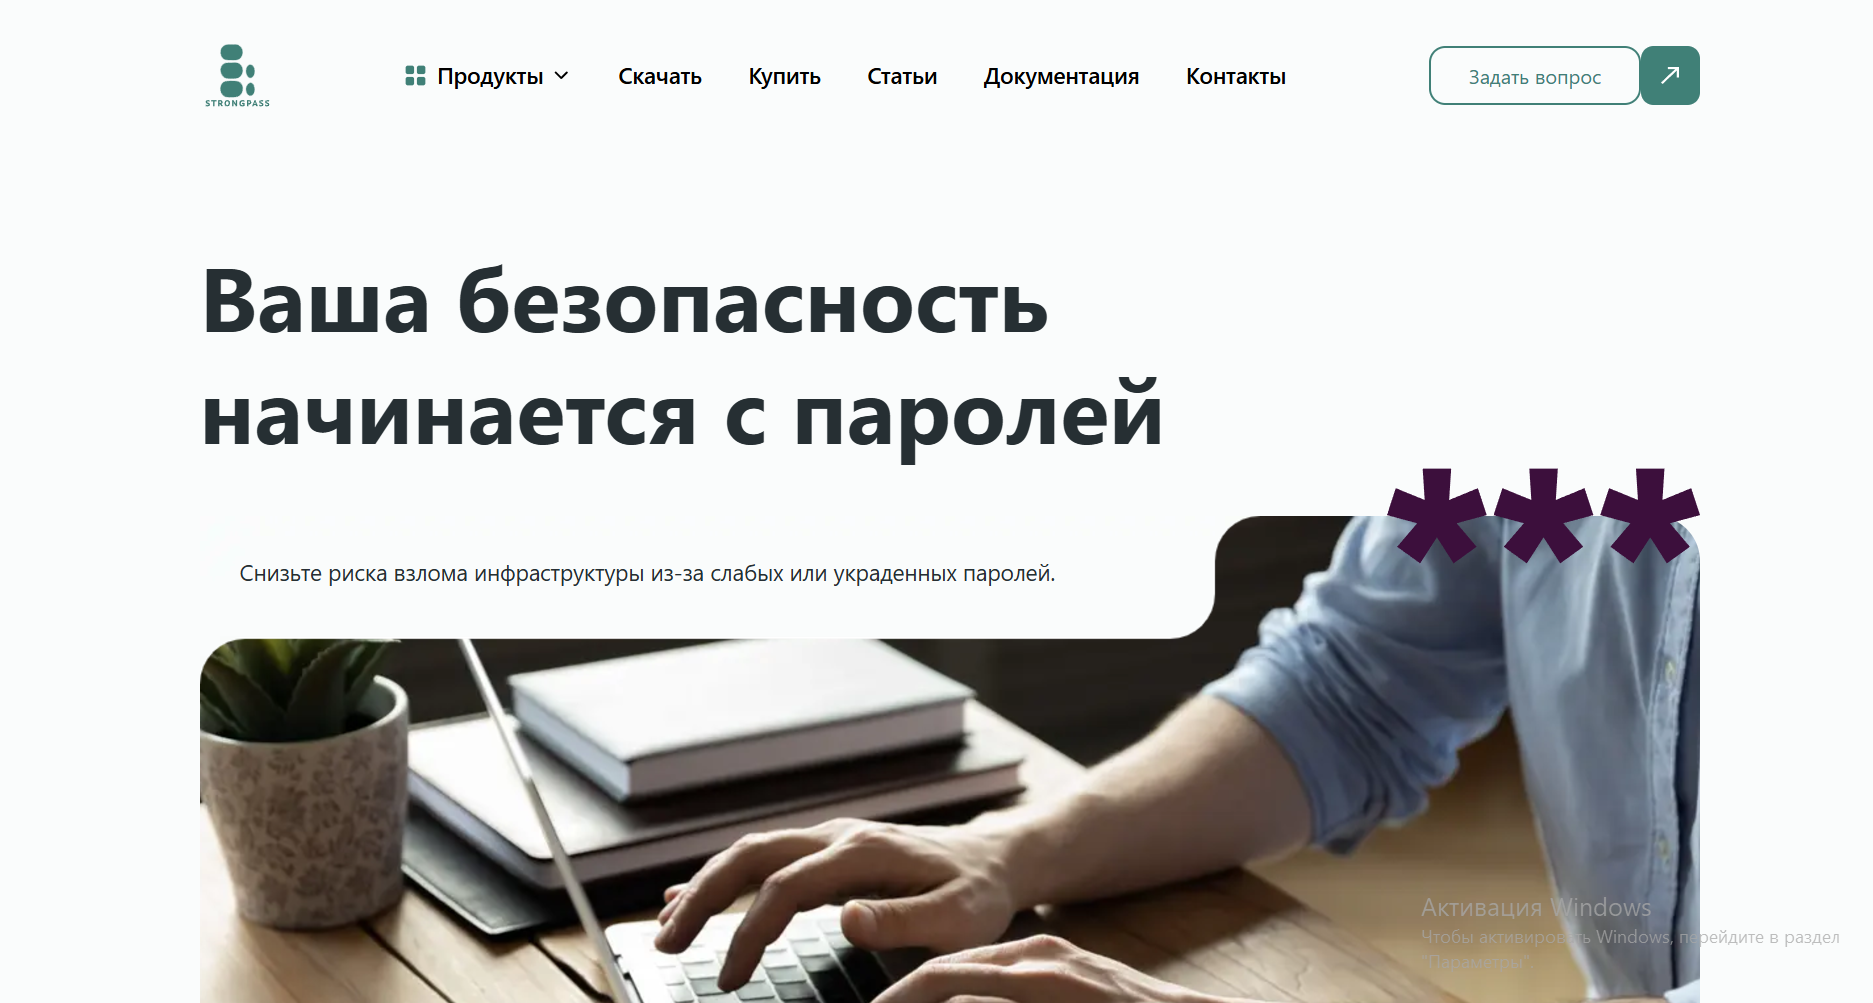 STRONGPASS
Продукты
Скачать
Купить
Статьи
Документация
Контакты
Задать вопрос
Ваша безопасность
начинается с паролей
***
Снизьте риска взлома инфраструктуры из-за слабых или украденных паролей.
Активация Windows
Чтобы активировать Windows, перейдите в раздел
"Параметры".